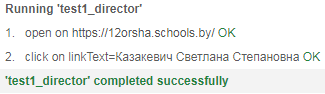 Running 'test1_director'
1. open on https://12orsha.schools.by/ OK
2. click on linkText=Казакевич Светлана Степановна OK
'test1_director' completed successfully